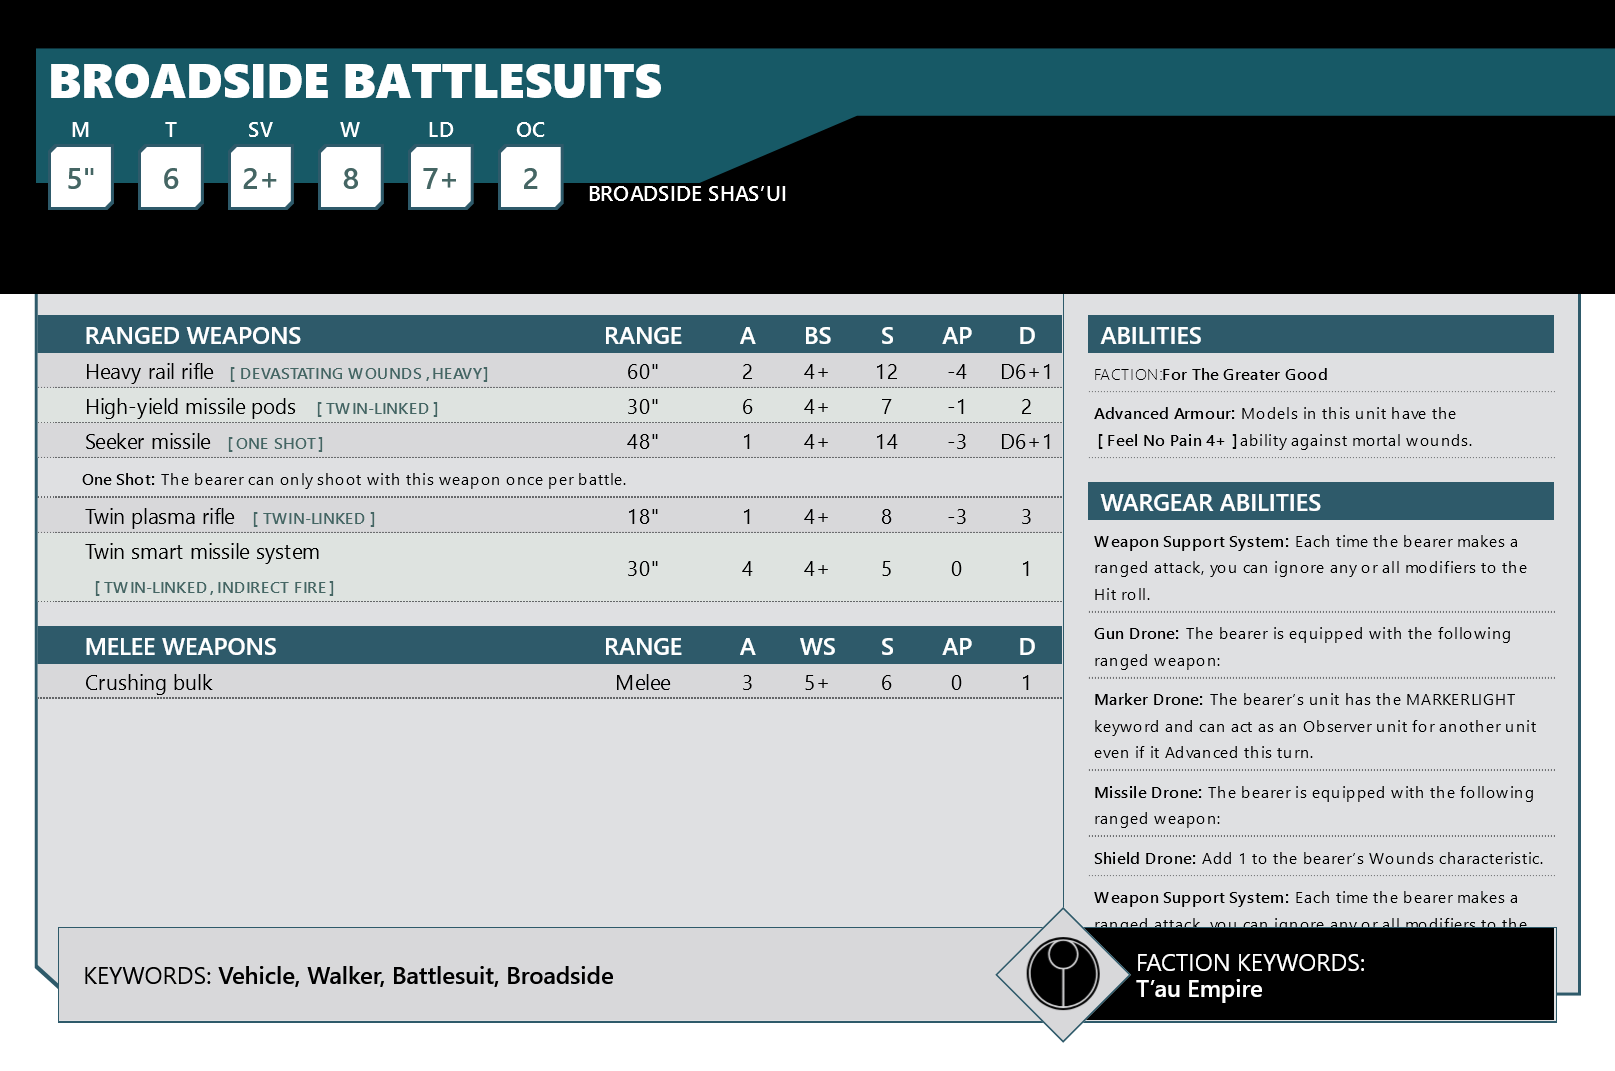 BROADSIDE BATTLESUITS
M T SV W LD OC
5" 6 2+ 8 7+ 2
BROADSIDE SHAS’UI
RANGED WEAPONS RANGE A BS S AP D
Heavy rail rifle [ DEVASTATING WOUNDS , HEAVY] 60" 2 4+ 12 -4 D6+1
High-yield missile pods [ TWIN-LINKED ] 30" 6 4+ 7 -1 2
Seeker missile [ ONE SHOT] 48" 1 4+ 14 -3 D6+1
One Shot: The bearer can only shoot with this weapon once per battle.
Twin plasma rifle [ TWIN-LINKED ] 18" 1 4+ 8 -3 3
Twin smart missile system
[ TWIN-LINKED , INDIRECT FIRE] 30" 4 4+ 5 0 1
MELEE WEAPONS RANGE A WS S AP D
Crushing bulk Melee 3 5+ 6 0 1
ABILITIES
FACTION:For The Greater Good
Advanced Armour: Models in this unit have the
[ Feel No Pain 4+ ] ability against mortal wounds.
WARGEAR ABILITIES
Weapon Support System: Each time the bearer makes a
ranged attack, you can ignore any or all modifiers to the
Hit roll.
Gun Drone: The bearer is equipped with the following
ranged weapon:
Marker Drone: The bearer’s unit has the MARKERLIGHT
keyword and can act as an Observer unit for another unit
even if it Advanced this turn.
Missile Drone: The bearer is equipped with the following
ranged weapon:
Shield Drone: Add 1 to the bearer’s Wounds characteristic.
Weapon Support System: Each time the bearer makes a
ranged attack, you can ignore any or all modifiers to the
KEYWORDS: Vehicle, Walker, Battlesuit, Broadside
FACTION KEYWORDS:
T’au Empire